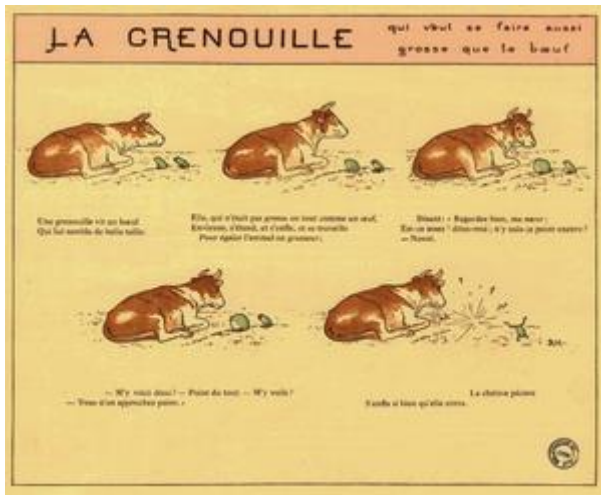 LA GRENOUILLE
qui veut se faire aussi
grosse que le bœuf
Une grenouille vit un bœuf
Qui lui sembla de belle taille.
Elle, qui n'était pas grosse en tout comme un œuf,
Envieuse, s'étend, et s'enfle, et se travaille
Pour égaler l'animal en grosseur;
Disant: « Regardez bien, ma sœur;
Est-ce assez? dites-moi; n'y suis-je point encore?
— Nenni.
— M'y voici donc? — Point du tout. — M'y voilà?
— Vous n'en approchez point. »
La chétive pécore
S'enfla si bien qu'elle creva.